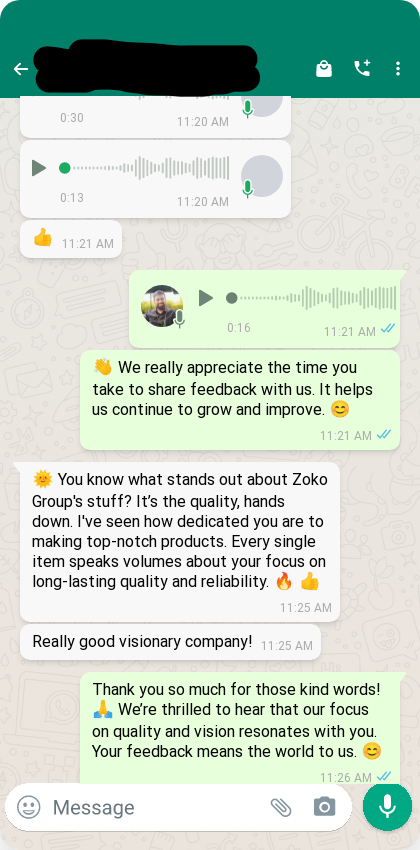 0:30
11:20 AM
0:13
11:20 AM
👍 11:21 AM
0:16
11:21 AM
👋 We really appreciate the time you
take to share feedback with us. It helps
us continue to grow and improve. 😊
11:21 AM
🌞 You know what stands out about Zoko
Group's stuff? It’s the quality, hands
down. I've seen how dedicated you are to
making top-notch products. Every single
item speaks volumes about your focus on
long-lasting quality and reliability. 🔥 👍
11:25 AM
Really good visionary company! 11:25 AM
Thank you so much for those kind words!
🙏 We’re thrilled to hear that our focus
on quality and vision resonates with you.
Your feedback means the world to us. 😊
11:26 AM
Message